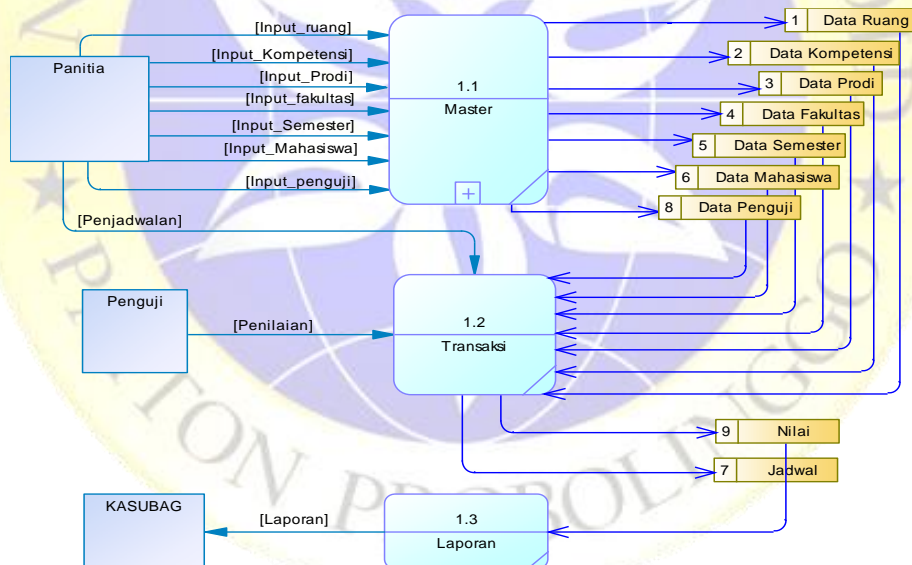 [Input_ruang]
[Input_Kompetensi]
[Input_Prodi]
[Input_fakultas]
[Input_Semester]
[Input_Mahasiswa]
[Input_penguji]
[Penjadwalan]
Panitia
1.1
Master
1 Data Ruang
2 Data Kompetensi
3 Data Prodi
4 Data Fakultas
5 Data Semester
6 Data Mahasiswa
8 Data Penguji
Penguji
[Penilaian]
1.2
Transaksi
9 Nilai
7 Jadwal
KASUBAG
[Laporan]
1.3
Laporan
PROBOLINGGO